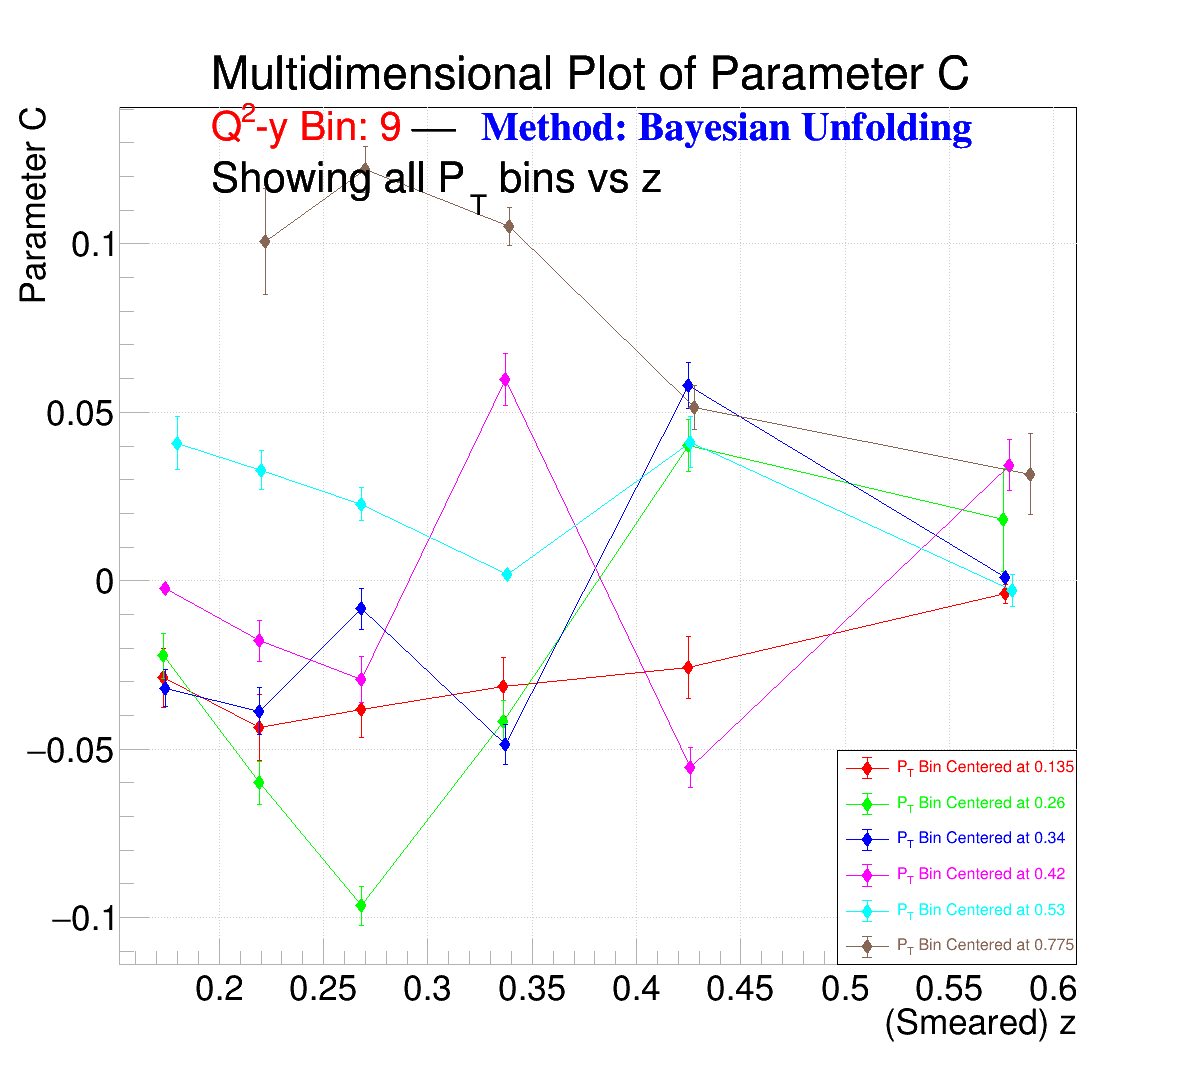 Multidimensional Plot of Parameter C
Q2-y Bin: 9 — Method: Bayesian Unfolding
Showing all PT bins vs z
Parameter C
0.1
0.05
0
−0.05
−0.1
PT Bin Centered at 0.135
PT Bin Centered at 0.26
PT Bin Centered at 0.34
PT Bin Centered at 0.42
PT Bin Centered at 0.53
PT Bin Centered at 0.775
0.2 0.25 0.3 0.35 0.4 0.45 0.5 0.55 0.6
(Smeared) z